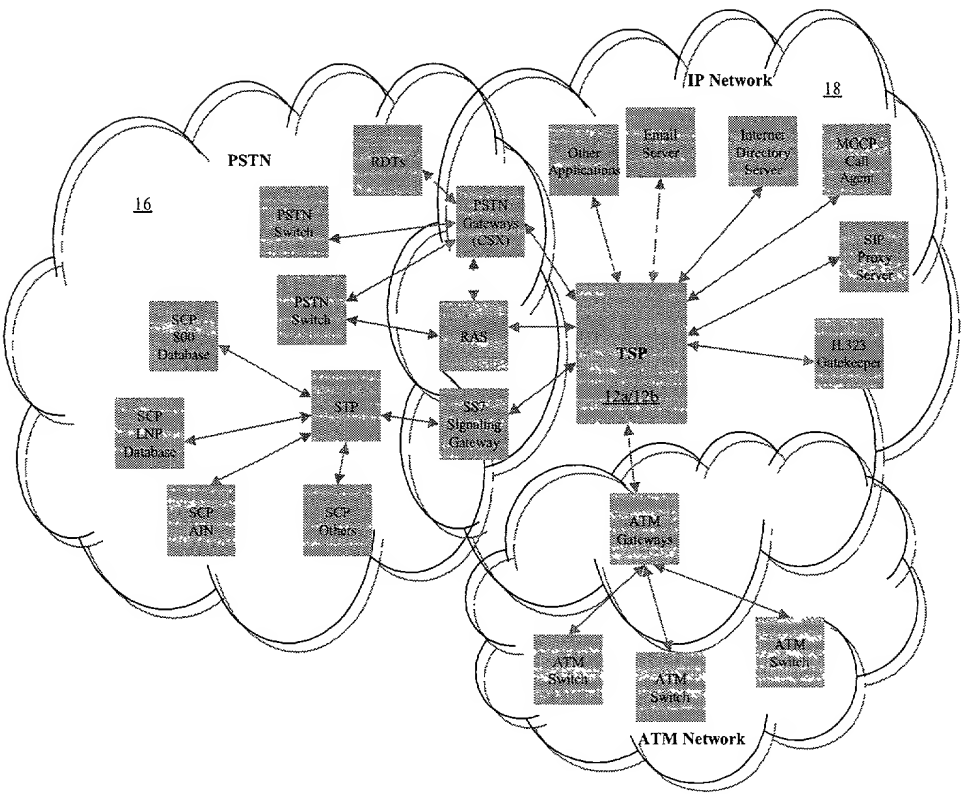 IP Network
18
PSTN
16
RDTs
Other
Applications
Email
Server
Internet
Directory
Server
MGCP
Call
Agent
PSTN
Switch
PSTN
Gateways
(CSX)
SIP
Proxy
Server
PSTN
Switch
SCP
800
Database
RAS
TSP
12a/12b
H.323
Gatekeeper
STP
SS7
Signaling
Gateway
SCP
LNP
Database
SCP
AIN
SCP
Others
ATM
Gateways
ATM
Switch
ATM
Switch
ATM
Switch
ATM Network